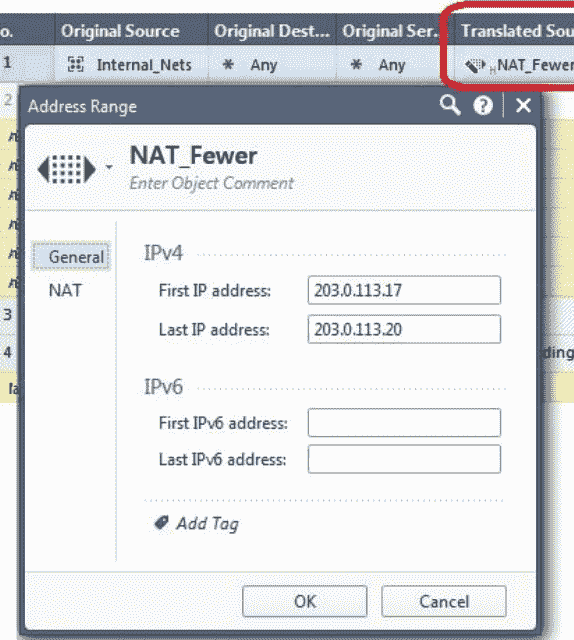 o. Original Source Original Dest... Original Ser... Translated Sou
1 Internal_Nets * Any * Any H NAT_Fewer
2
Address Range
NAT_Fewer
Enter Object Comment
General
NAT
IPv4
First IP address: 203.0.113.17
Last IP address: 203.0.113.20
3
4 ding
IPv6
First IPv6 address:
Last IPv6 address:
Add Tag
OK Cancel